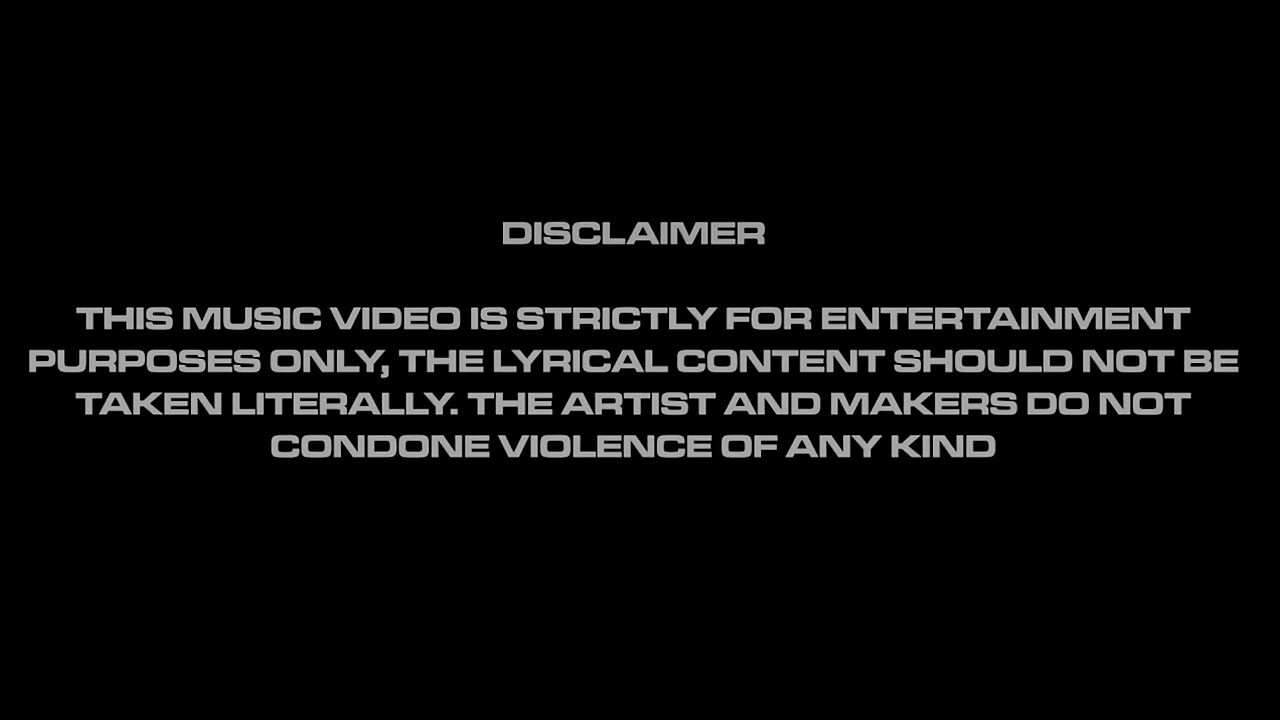 DISCLAIMER
THIS MUSIC VIDEO IS STRICTLY FOR ENTERTAINMENT
PURPOSES ONLY, THE LYRICAL CONTENT SHOULD NOT BE
TAKEN LITERALLY. THE ARTIST AND MAKERS DO NOT
CONDONE VIOLENCE OF ANY KIND